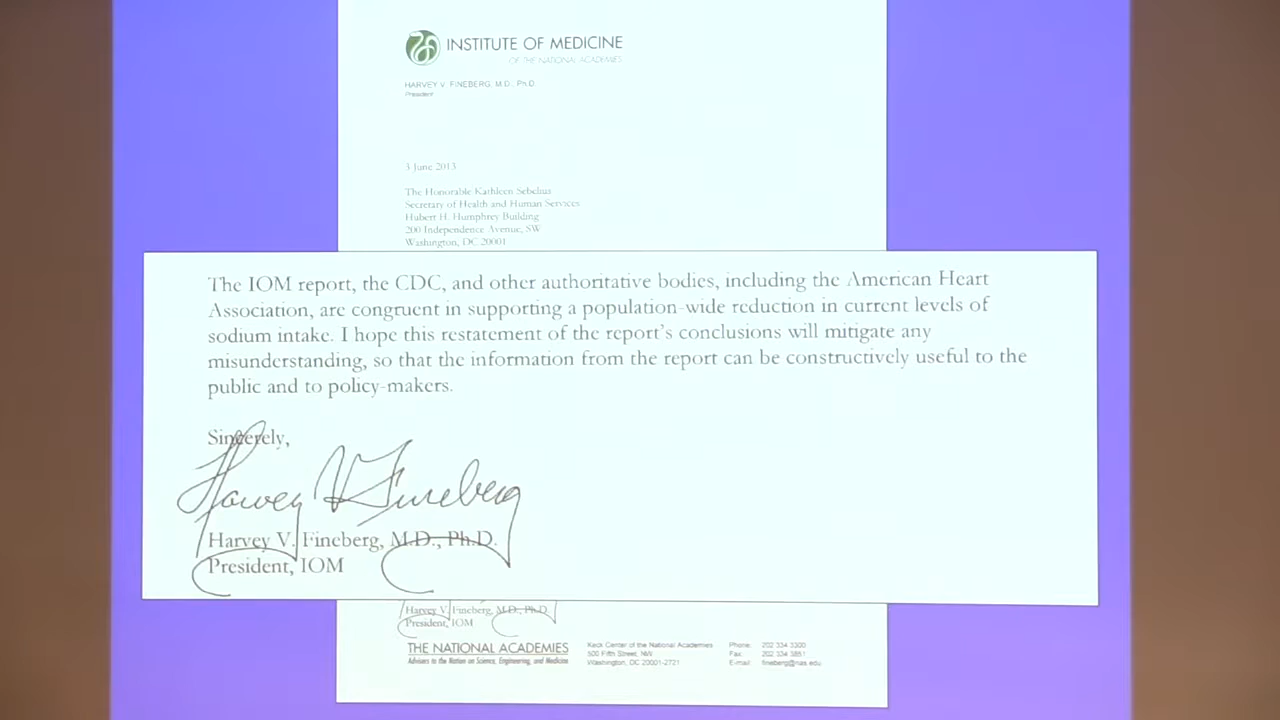 INSTITUTE OF MEDICINE
OF THE NATIONAL ACADEMIES
HARVEY V. FINEBERG, M.D., Ph.D.
President
3 June 2013
The Honorable Kathleen Sebelius
Secretary of Health and Human Services
Hubert H. Humphrey Building
200 Independence Avenue, SW
Washington, DC 20001
The IOM report, the CDC, and other authoritative bodies, including the American Heart
Association, are congruent in supporting a population-wide reduction in current levels of
sodium intake. I hope this restatement of the report's conclusions will mitigate any
misunderstanding, so that the information from the report can be constructively useful to the
public and to policy-makers.
Sincerely,
Harvey V. Fineberg
Harvey V. Fineberg, M.D., Ph.D.
President, IOM
Harvey V. Fineberg, M.D., Ph.D.
President, IOM
THE NATIONAL ACADEMIES
Advisers to the Nation on Science, Engineering, and Medicine
Keck Center of the National Academies
500 Fifth Street, NW
Washington, DC 20001-2721
Phone: 202 334 3300
Fax: 202 334 3851
E-mail: fineberg@nas.edu